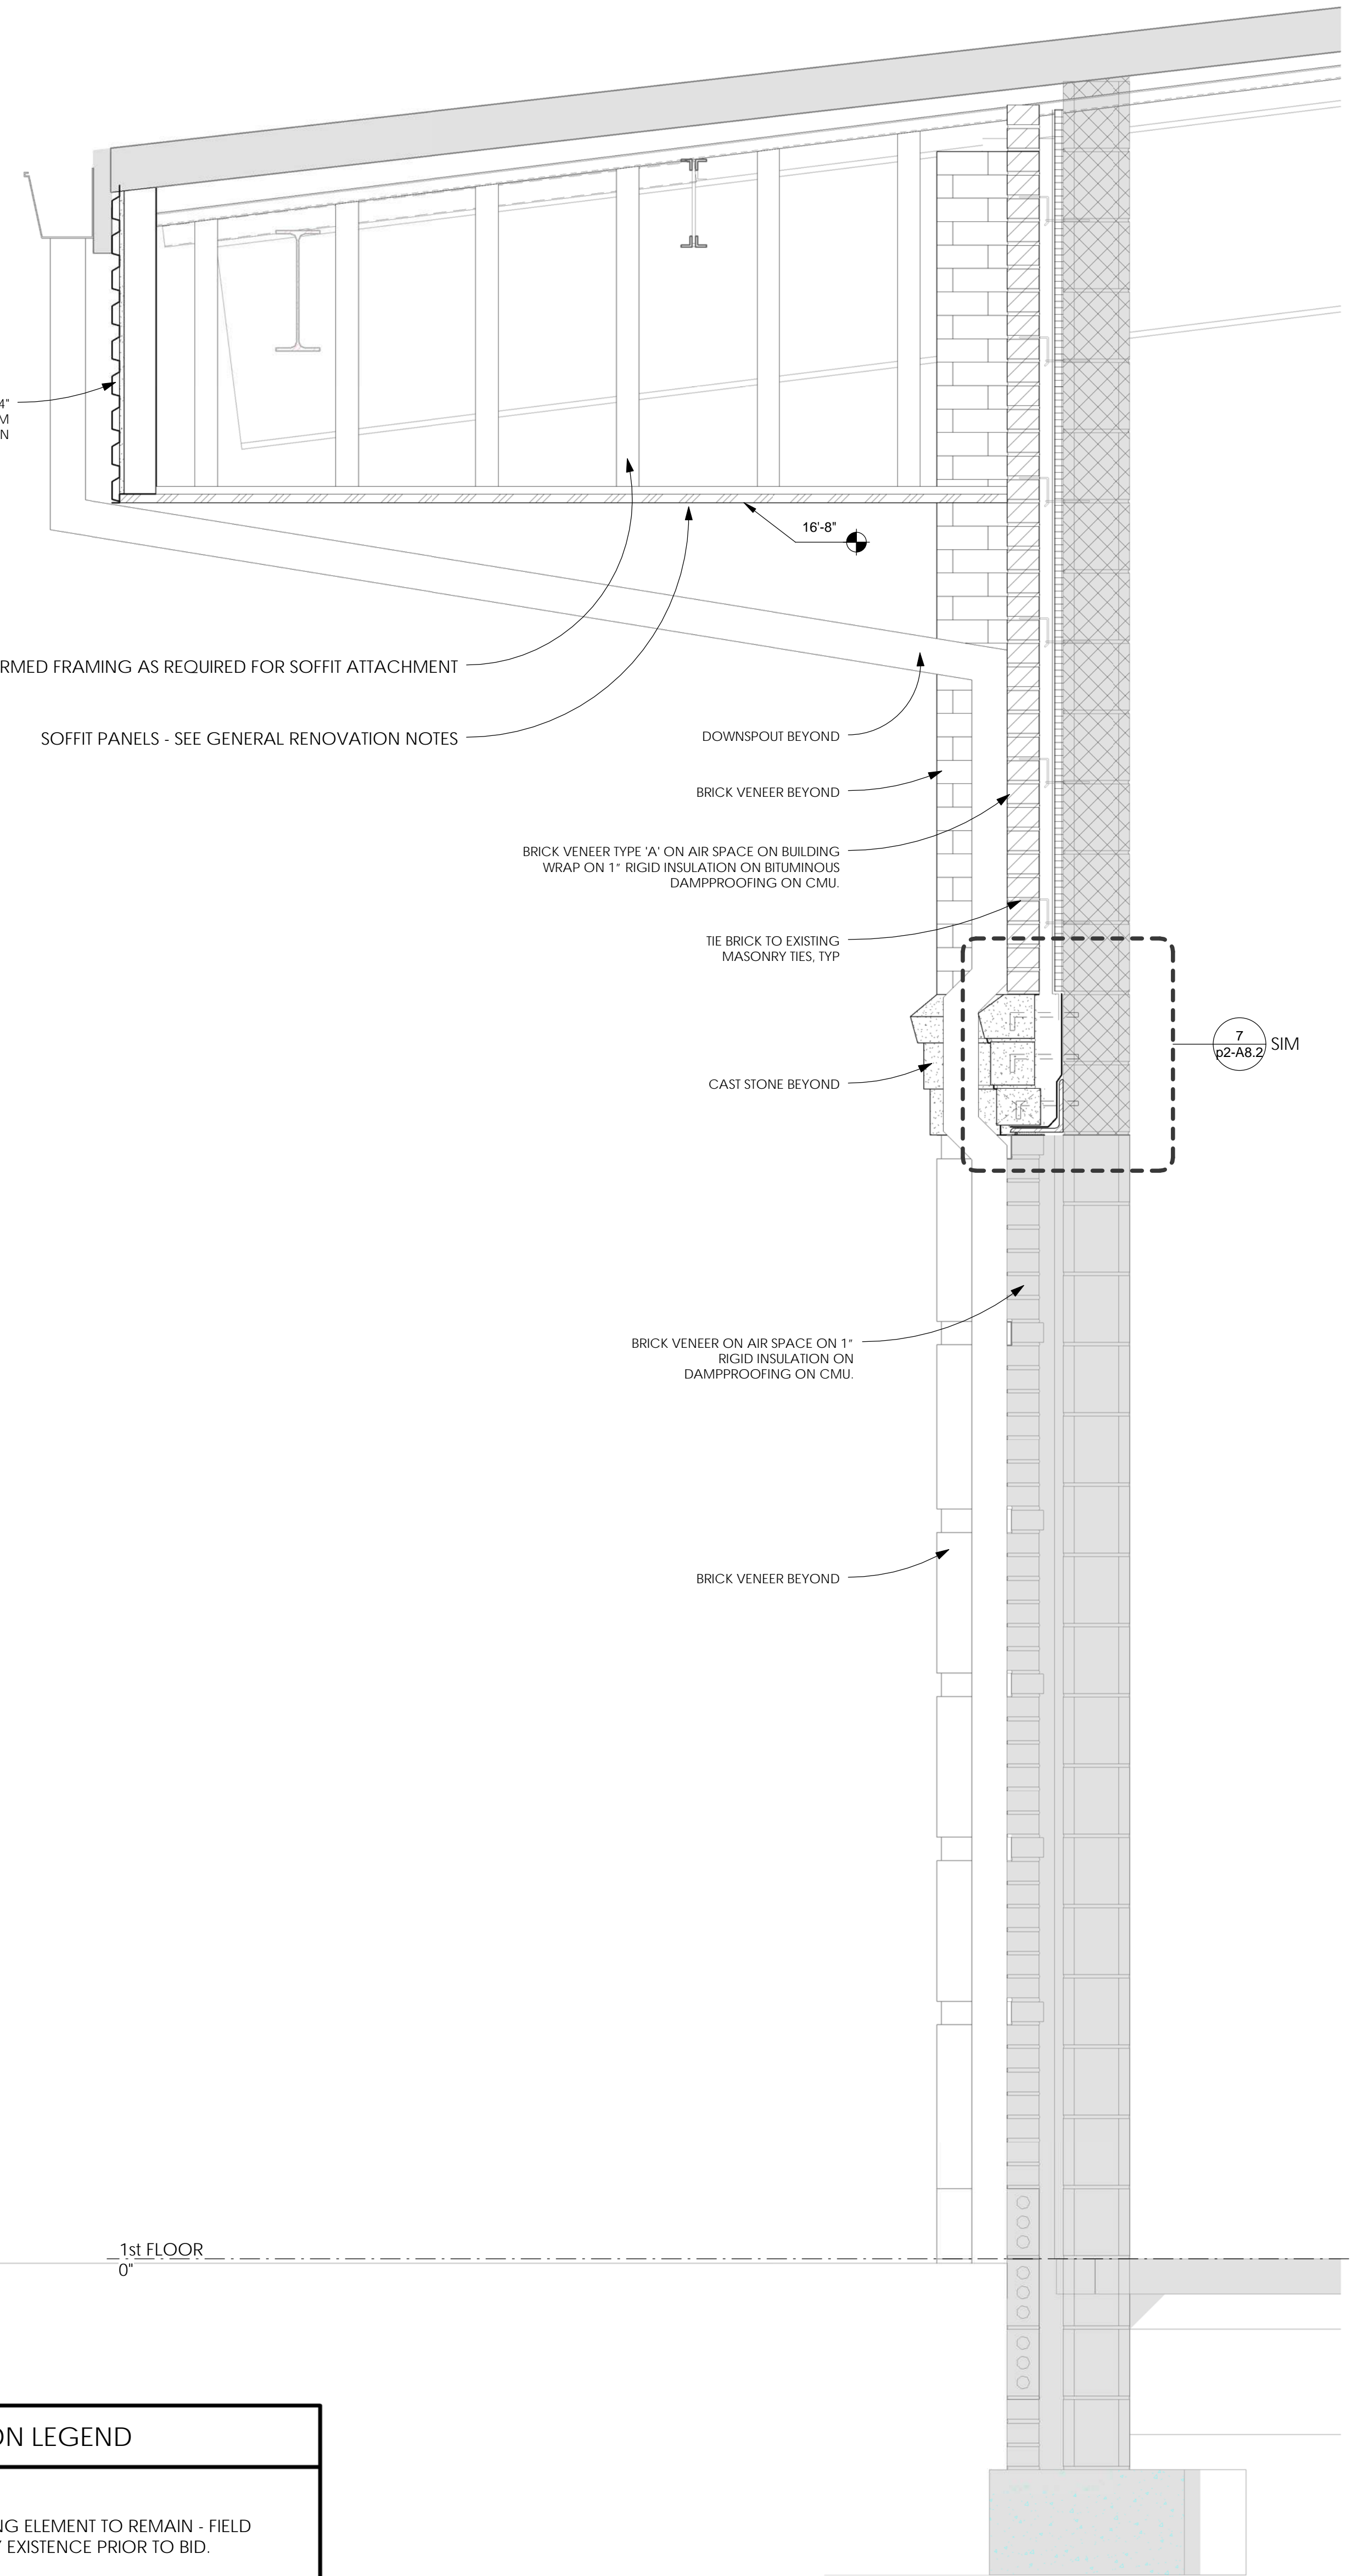 4"
M
N
16'-8"
RMED FRAMING AS REQUIRED FOR SOFFIT ATTACHMENT
SOFFIT PANELS - SEE GENERAL RENOVATION NOTES
DOWNSPOUT BEYOND
BRICK VENEER BEYOND
BRICK VENEER TYPE 'A' ON AIR SPACE ON BUILDING
WRAP ON 1" RIGID INSULATION ON BITUMINOUS
DAMPPROOFING ON CMU.
TIE BRICK TO EXISTING
MASONRY TIES, TYP
7
p2-A8.2
SIM
CAST STONE BEYOND
BRICK VENEER ON AIR SPACE ON 1"
RIGID INSULATION ON
DAMPPROOFING ON CMU.
BRICK VENEER BEYOND
1st FLOOR
0"
ON LEGEND
NG ELEMENT TO REMAIN - FIELD
Y EXISTENCE PRIOR TO BID.